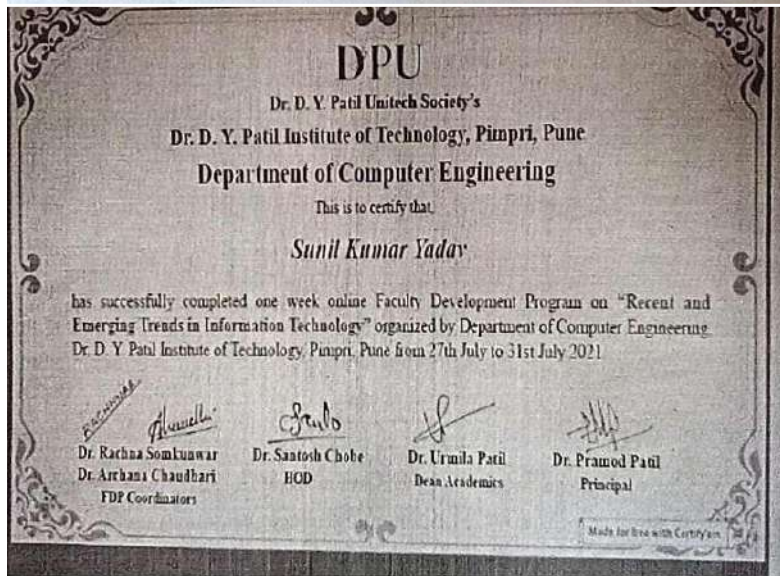 DPU
Dr. D. Y. Patil Unitech Society's
Dr. D. Y. Patil Institute of Technology, Pimpri, Pune
Department of Computer Engineering
This is to certify that,
Sunil Kumar Yadav
has successfully completed one week online Faculty Development Program on "Recent and
Emerging Trends in Information Technology" organized by Department of Computer Engineering,
Dr. D. Y. Patil Institute of Technology, Pimpri, Pune from 27th July to 31st July 2021
RACHNAS
Dr. Rachna Somkunwar
Dr. Archana Chaudhari
FDP Coordinators
Dr. Santosh Chobe
HOD
Dr. Urmila Patil
Dean Academics
Dr. Pramod Patil
Principal
Made for free with Certify'em